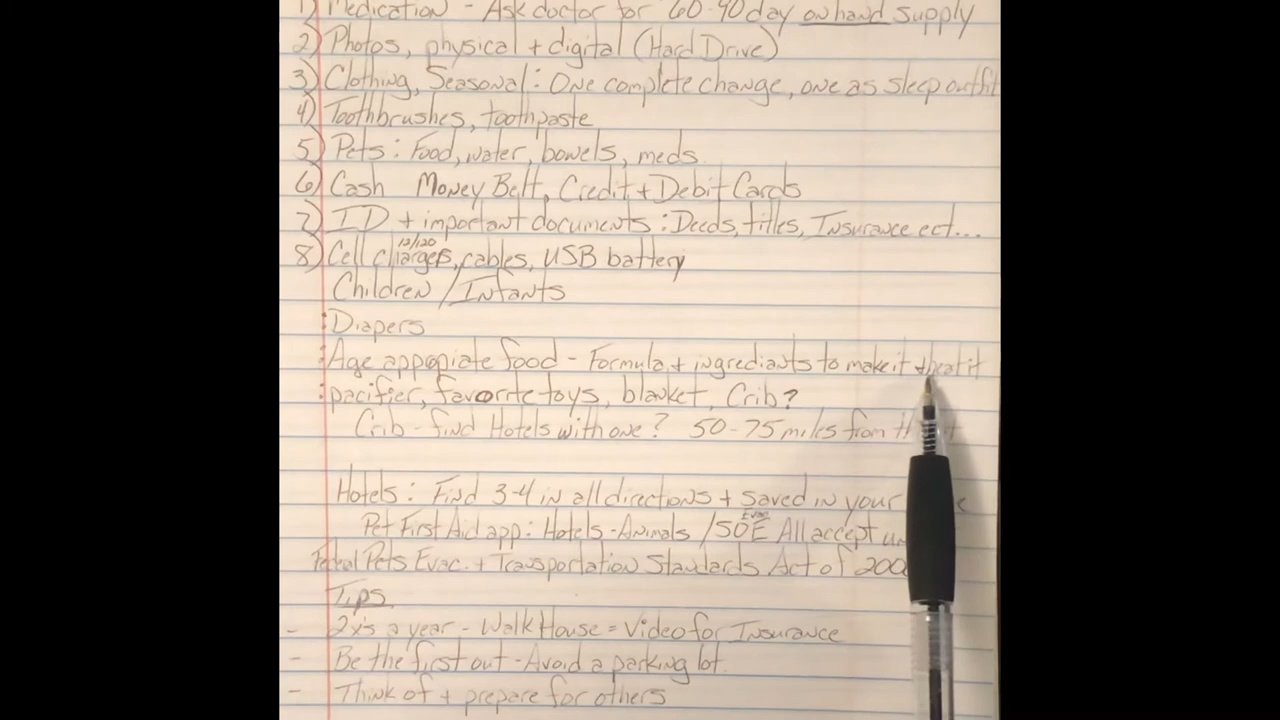 1) Medication - Ask doctor for 60-90 day on hand supply
2) Photos, physical + digital (Hard Drive)
3) Clothing, Seasonal: One complete change, one as sleep outfit
4) Toothbrushes, toothpaste
5) Pets: Food, water, bowels, meds
6) Cash Money Belt, Credit + Debit Cards
7) ID + important documents: Deeds, titles, Insurance ect...
12/120
8) Cell chargers, cables, USB battery
Children / Infants
: Diapers
: Age appropiate food - Formula + ingrediants to make it + heat it
: pacifier, favorite toys, blanket, Crib?
Crib - find Hotels with one? 50-75 miles from
Hotels: Find 3-4 in all directions + saved in your
Evac
Pet First Aid app: Hotels - Animals / SOE All accept
Federal Pets Evac. + Transportation Standards Act of
Tips
- 2x's a year - Walk House = Video for Insurance
- Be the first out - Avoid a parking lot.
- Think of + prepare for others